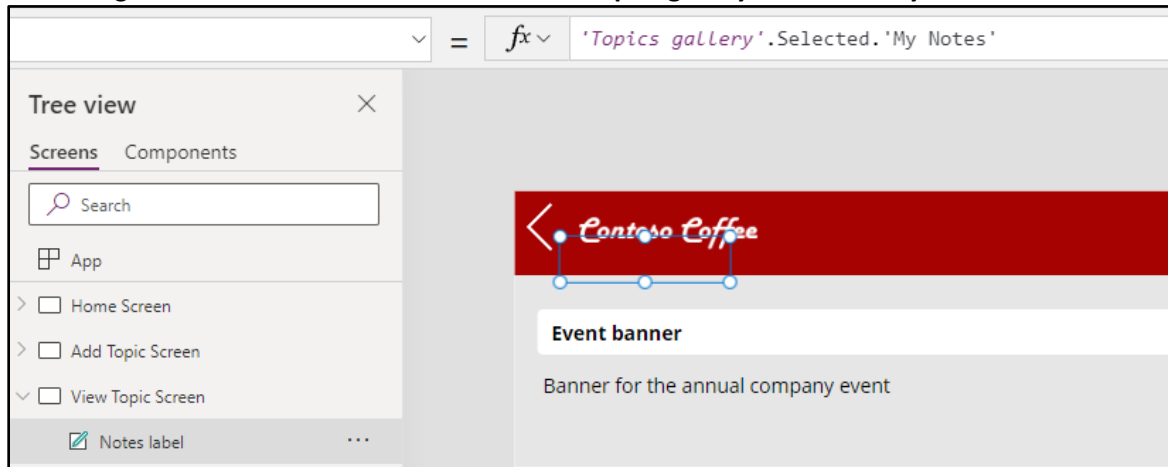 = fx 'Topics gallery'.Selected.'My Notes'
Tree view
Screens Components
Search
App
Home Screen
Add Topic Screen
View Topic Screen
Notes label ...
Contoso Coffee
Event banner
Banner for the annual company event